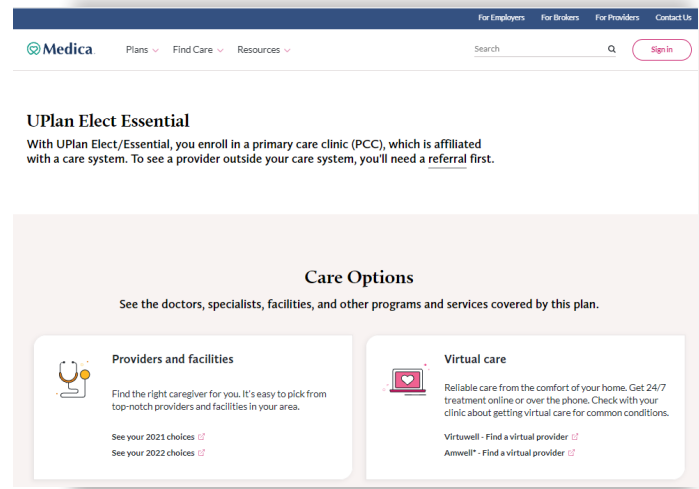 For Employers For Brokers For Providers Contact Us
Medica Plans Find Care Resources Search Sign in
UPlan Elect Essential
With UPlan Elect/Essential, you enroll in a primary care clinic (PCC), which is affiliated
with a care system. To see a provider outside your care system, you'll need a referral first.
Care Options
See the doctors, specialists, facilities, and other programs and services covered by this plan.
Providers and facilities
Find the right caregiver for you. It's easy to pick from
top-notch providers and facilities in your area.
See your 2021 choices
See your 2022 choices
Virtual care
Reliable care from the comfort of your home. Get 24/7
treatment online or over the phone. Check with your
clinic about getting virtual care for common conditions.
Virtuwell - Find a virtual provider
Amwell* - Find a virtual provider